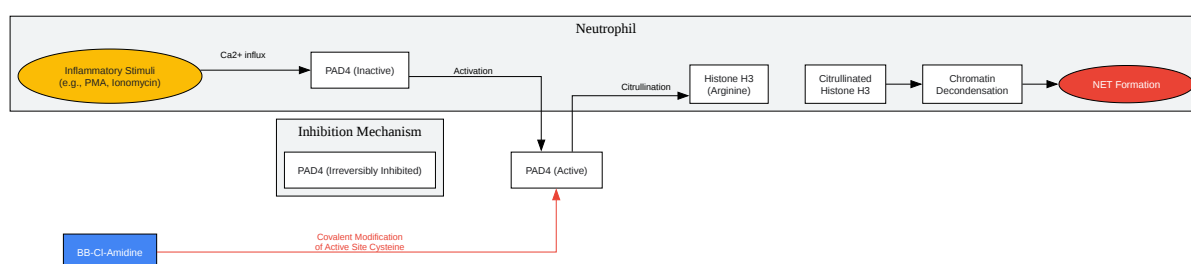 Neutrophil
Inflammatory Stimuli
(e.g., PMA, Ionomycin)
Ca2+ influx
PAD4 (Inactive)
Activation
Citrullination
Histone H3
(Arginine)
Citrullinated
Histone H3
Chromatin
Decondensation
NET Formation
Inhibition Mechanism
PAD4 (Irreversibly Inhibited)
PAD4 (Active)
Covalent Modification
of Active Site Cysteine
BB-Cl-Amidine